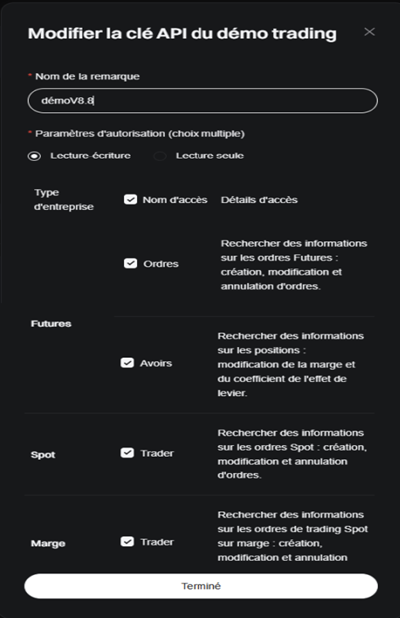 Modifier la clé API du démo trading
* Nom de la remarque
démoV8.8
* Paramètres d'autorisation (choix multiple)
Lecture-écriture Lecture seule
Type
d'entreprise
Nom d'accès Détails d'accès
Ordres
Rechercher des informations
sur les ordres Futures :
création, modification et
annulation d'ordres.
Futures
Avoirs
Rechercher des informations
sur les positions :
modification de la marge et
du coefficient de l'effet de
levier.
Spot
Trader
Rechercher des informations
sur les ordres Spot : création,
modification et annulation
d'ordres.
Marge
Trader
Rechercher des informations
sur les ordres de trading Spot
sur marge : création,
modification et annulation
Terminé